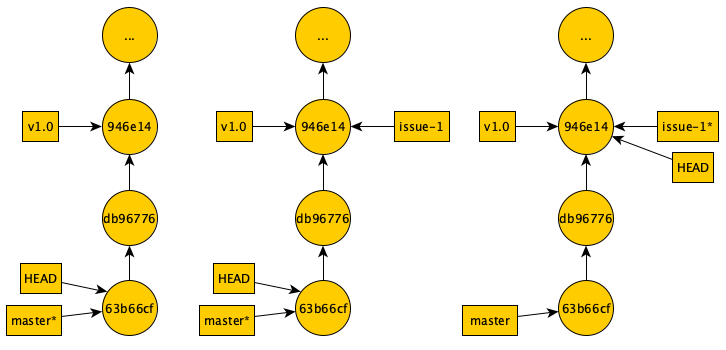 ...
v1.0
946e14
db96776
HEAD
master*
63b66cf
...
v1.0
946e14
issue-1
db96776
HEAD
master*
63b66cf
...
v1.0
946e14
issue-1*
HEAD
db96776
master
63b66cf